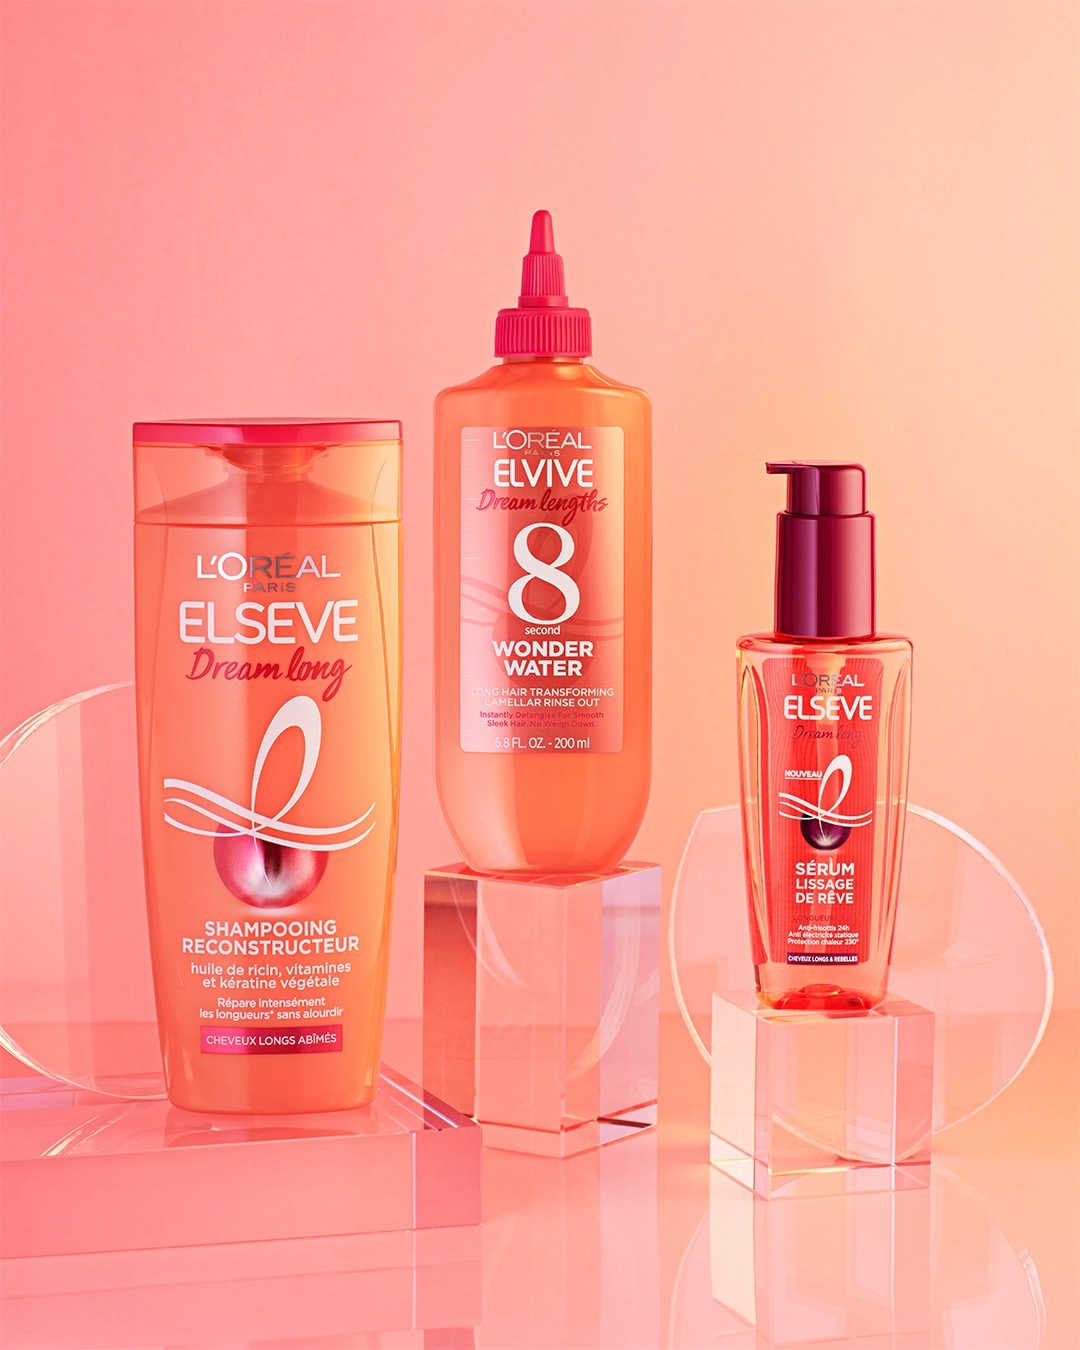 L'ORÉAL
PARIS
ELSEVE
Dream long
SHAMPOOING
RECONSTRUCTEUR
huile de ricin, vitamines
et kératine végétale
Répare intensément
les longueurs* sans alourdir
CHEVEUX LONGS ABÎMÉS
L'ORÉAL
PARIS
ELVIVE
Dream lengths
8
second
WONDER
WATER
LONG HAIR TRANSFORMING
LAMELLAR RINSE OUT
Instantly Detangles For Smooth
Sleek Hair. No Weigh Down.
6.8 FL. OZ. - 200 ml
L'ORÉAL
PARIS
ELSEVE
Dream long
NOUVEAU
SÉRUM
LISSAGE
DE RÊVE
LONGUEURS
Anti-frisottis 24h
Anti électricité statique
Protection chaleur 230°
CHEVEUX LONGS & REBELLES